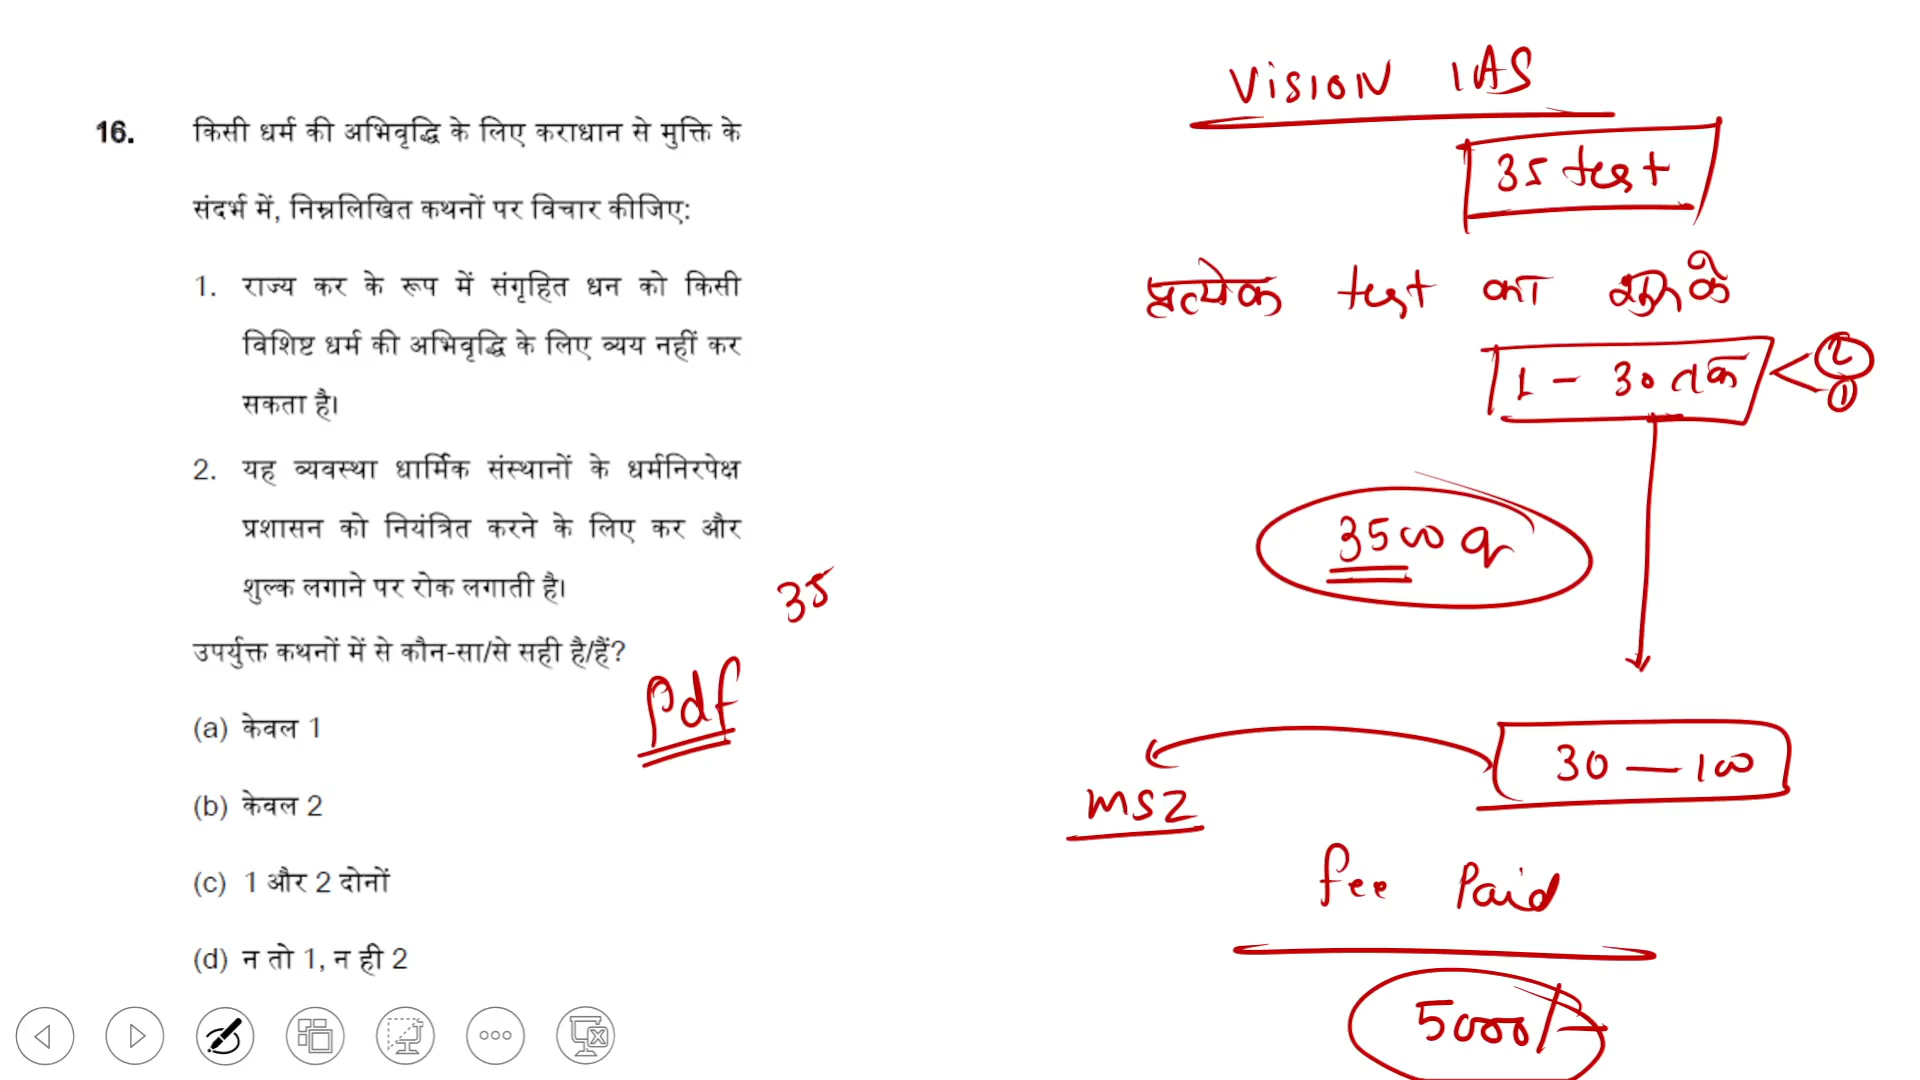 16. किसी धर्म की अभिवृद्धि के लिए कराधान से मुक्ति के
संदर्भ में, निम्नलिखित कथनों पर विचार कीजिए:
1. राज्य कर के रूप में संगृहित धन को किसी
विशिष्ट धर्म की अभिवृद्धि के लिए व्यय नहीं कर
सकता है।
2. यह व्यवस्था धार्मिक संस्थानों के धर्मनिरपेक्ष
प्रशासन को नियंत्रित करने के लिए कर और
शुल्क लगाने पर रोक लगाती है।
उपर्युक्त कथनों में से कौन-सा/से सही है/हैं?
(a) केवल 1
(b) केवल 2
(c) 1 और 2 दोनों
(d) न तो 1, न ही 2
35
Pdf
VISION IAS
35 test
प्रत्येक test का शुरु के
1 - 30 तक
2
1
3500 q
30 — 100
MS2
fee Paid
5000/-